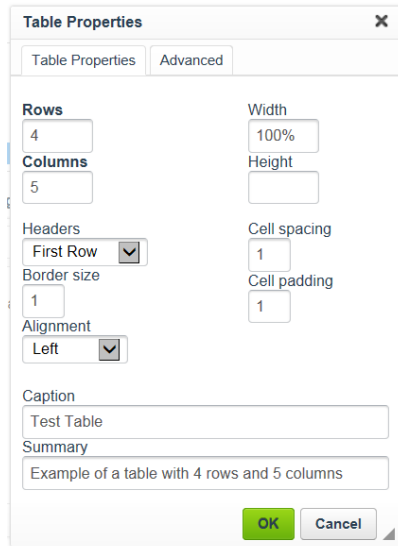 Table Properties
Table Properties Advanced
Rows Width
4 100%
Columns Height
5
Headers Cell spacing
First Row 1
Border size Cell padding
1 1
Alignment
Left
Caption
Test Table
Summary
Example of a table with 4 rows and 5 columns
OK Cancel